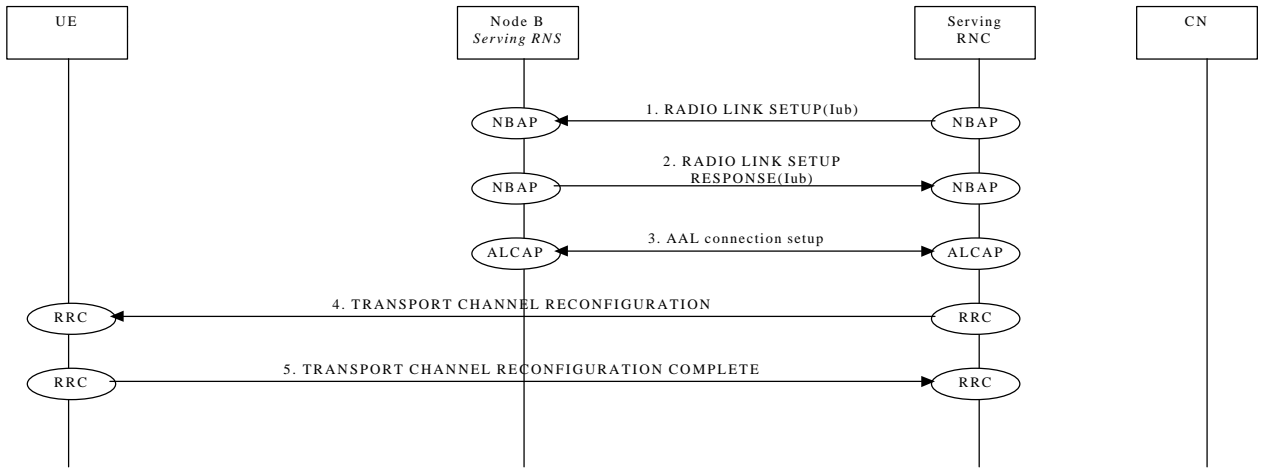 UE
Node B
Serving RNS
Serving
RNC
CN
1. RADIO LINK SETUP(Iub)
NBAP
NBAP
2. RADIO LINK SETUP
RESPONSE(Iub)
NBAP
NBAP
3. AAL connection setup
ALCAP
ALCAP
4. TRANSPORT CHANNEL RECONFIGURATION
RRC
RRC
5. TRANSPORT CHANNEL RECONFIGURATION COMPLETE
RRC
RRC